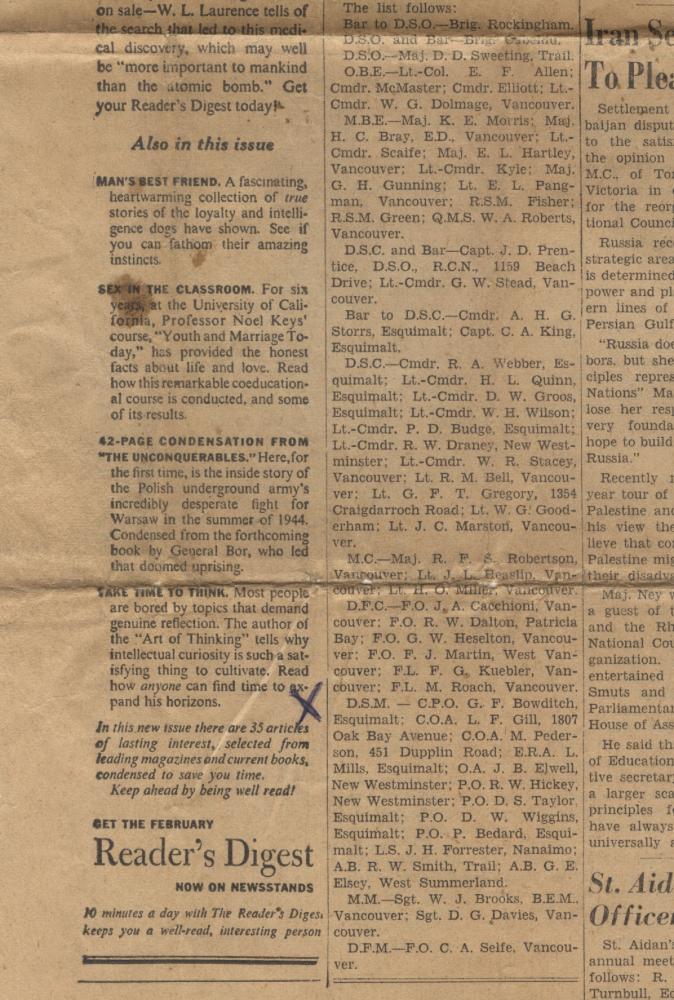 on sale—W. L. Laurence tells of
the search that led to this medi-
cal discovery, which may well
be “more important to mankind
than the atomic bomb.” Get
your Reader's Digest today!
Also in this issue
MAN'S BEST FRIEND. A fascinating,
heartwarming collection of true
stories of the loyalty and intelli-
gence dogs have shown. See if
you can fathom their amazing
instincts.
SEX IN THE CLASSROOM. For six
years, at the University of Cali-
fornia, Professor Noel Keys'
course, “Youth and Marriage To-
day,” has provided the honest
facts about life and love. Read
how this remarkable coeducation-
al course is conducted, and some
of its results.
42-PAGE CONDENSATION FROM
“THE UNCONQUERABLES.” Here, for
the first time, is the inside story of
the Polish underground army's
incredibly desperate fight for
Warsaw in the summer of 1944.
Condensed from the forthcoming
book by General Bor, who led
that doomed uprising.
TAKE TIME TO THINK. Most people
are bored by topics that demand
genuine reflection. The author of
the “Art of Thinking” tells why
intellectual curiosity is such a sat-
isfying thing to cultivate. Read
how anyone can find time to ex-
pand his horizons.
In this new issue there are 35 articles
of lasting interest, selected from
leading magazines and current books,
condensed to save you time.
Keep ahead by being well read!
GET THE FEBRUARY
Reader's Digest
NOW ON NEWSSTANDS
10 minutes a day with The Reader's Digest
keeps you a well-read, interesting person
The list follows:
Bar to D.S.O.—Brig. Rockingham.
D.S.O. and Bar—Brig.
D.S.O.—Maj. D. D. Sweeting, Trail.
O.B.E.—Lt.-Col. E. F. Allen;
Cmdr. McMaster; Cmdr. Elliott; Lt.-
Cmdr. W. G. Dolmage, Vancouver.
M.B.E.—Maj. K. E. Morris; Maj.
H. C. Bray, E.D., Vancouver; Lt.-
Cmdr. Scaife; Maj. E. L. Hartley,
Vancouver; Lt.-Cmdr. Kyle; Maj.
G. H. Gunning; Lt. E. L. Pang-
man, Vancouver; R.S.M. Fisher;
R.S.M. Green; Q.M.S. W. A. Roberts,
Vancouver.
D.S.C. and Bar—Capt. J. D. Pren-
tice, D.S.O., R.C.N., 1159 Beach
Drive; Lt.-Cmdr. G. W. Stead, Van-
couver.
Bar to D.S.C.—Cmdr. A. H. G.
Storrs, Esquimalt; Capt. C. A. King,
Esquimalt.
D.S.C.—Cmdr. R. A. Webber, Es-
quimalt; Lt.-Cmdr. H. L. Quinn,
Esquimalt; Lt.-Cmdr. D. W. Groos,
Esquimalt; Lt.-Cmdr. W. H. Wilson;
Lt.-Cmdr. P. D. Budge, Esquimalt;
Lt.-Cmdr. R. W. Draney, New West-
minster; Lt.-Cmdr. W. R. Stacey,
Vancouver; Lt. R. M. Bell, Vancou-
ver; Lt. G. F. T. Gregory, 1354
Craigdarroch Road; Lt. W. G. Good-
erham; Lt. J. C. Marston, Vancou-
ver.
M.C.—Maj. R. F. S. Robertson,
Vancouver; Lt. J. L. Heaslip, Van-
couver; Lt. H. O. Miller, Vancouver.
D.F.C.—F.O. J. A. Cacchioni, Van-
couver; F.O. R. W. Dalton, Patricia
Bay; F.O. G. W. Heselton, Vancou-
ver; F.O. F. J. Martin, West Van-
couver; F.L. F. G. Kuebler, Van-
couver; F.L. M. Roach, Vancouver.
D.S.M. — C.P.O. G. F. Bowditch,
Esquimalt; C.O.A. L. F. Gill, 1807
Oak Bay Avenue; C.O.A. M. Peder-
son, 451 Dupplin Road; E.R.A. L.
Mills, Esquimalt; O.A. J. B. Elwell,
New Westminster; P.O. R. W. Hickey,
New Westminster; P.O. D. S. Taylor,
Esquimalt; P.O. D. W. Wiggins,
Esquimalt; P.O. P. Bedard, Esqui-
malt; L.S. J. H. Forrester, Nanaimo;
A.B. R. W. Smith, Trail; A.B. G. E.
Elsey, West Summerland.
M.M.—Sgt. W. J. Brooks, B.E.M.,
Vancouver; Sgt. D. G. Davies, Van-
couver.
D.F.M.—F.O. C. A. Selfe, Vancou-
ver.
Iran Se
To Plea
Settlement
baijan disput
to the satis
the opinion
M.C., of To
Victoria in
for the reor
tional Counci
Russia rec
strategic area
is determined
power and pl
ern lines of
Persian Gulf
“Russia doe
bors, but she
ciples repres
Nations” Ma
lose her resp
very founda
hope to build
Russia.”
Recently
year tour of
Palestine and
his view the
lieve that co
Palestine mig
their disadv
Maj. Ney w
a guest of t
and the Rh
National Cou
ganization.
entertained
Smuts and
Parliamentar
House of Ass
He said th
of Education
tive secretar
a larger sca
principles f
have always
universally a
St. Aid
Officer
St. Aidan's
annual meet
follows: R.
Turnbull, Ec